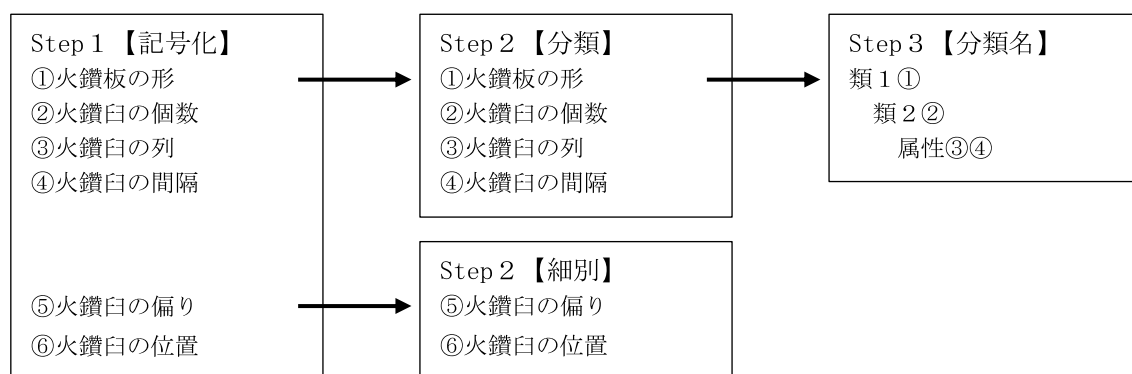 Step１【記号化】
①火鑽板の形
②火鑽臼の個数
③火鑽臼の列
④火鑽臼の間隔
⑤火鑽臼の偏り
⑥火鑽臼の位置
Step２【分類】
①火鑽板の形
②火鑽臼の個数
③火鑽臼の列
④火鑽臼の間隔
Step２【細別】
⑤火鑽臼の偏り
⑥火鑽臼の位置
Step３【分類名】
類１①
類２②
属性③④